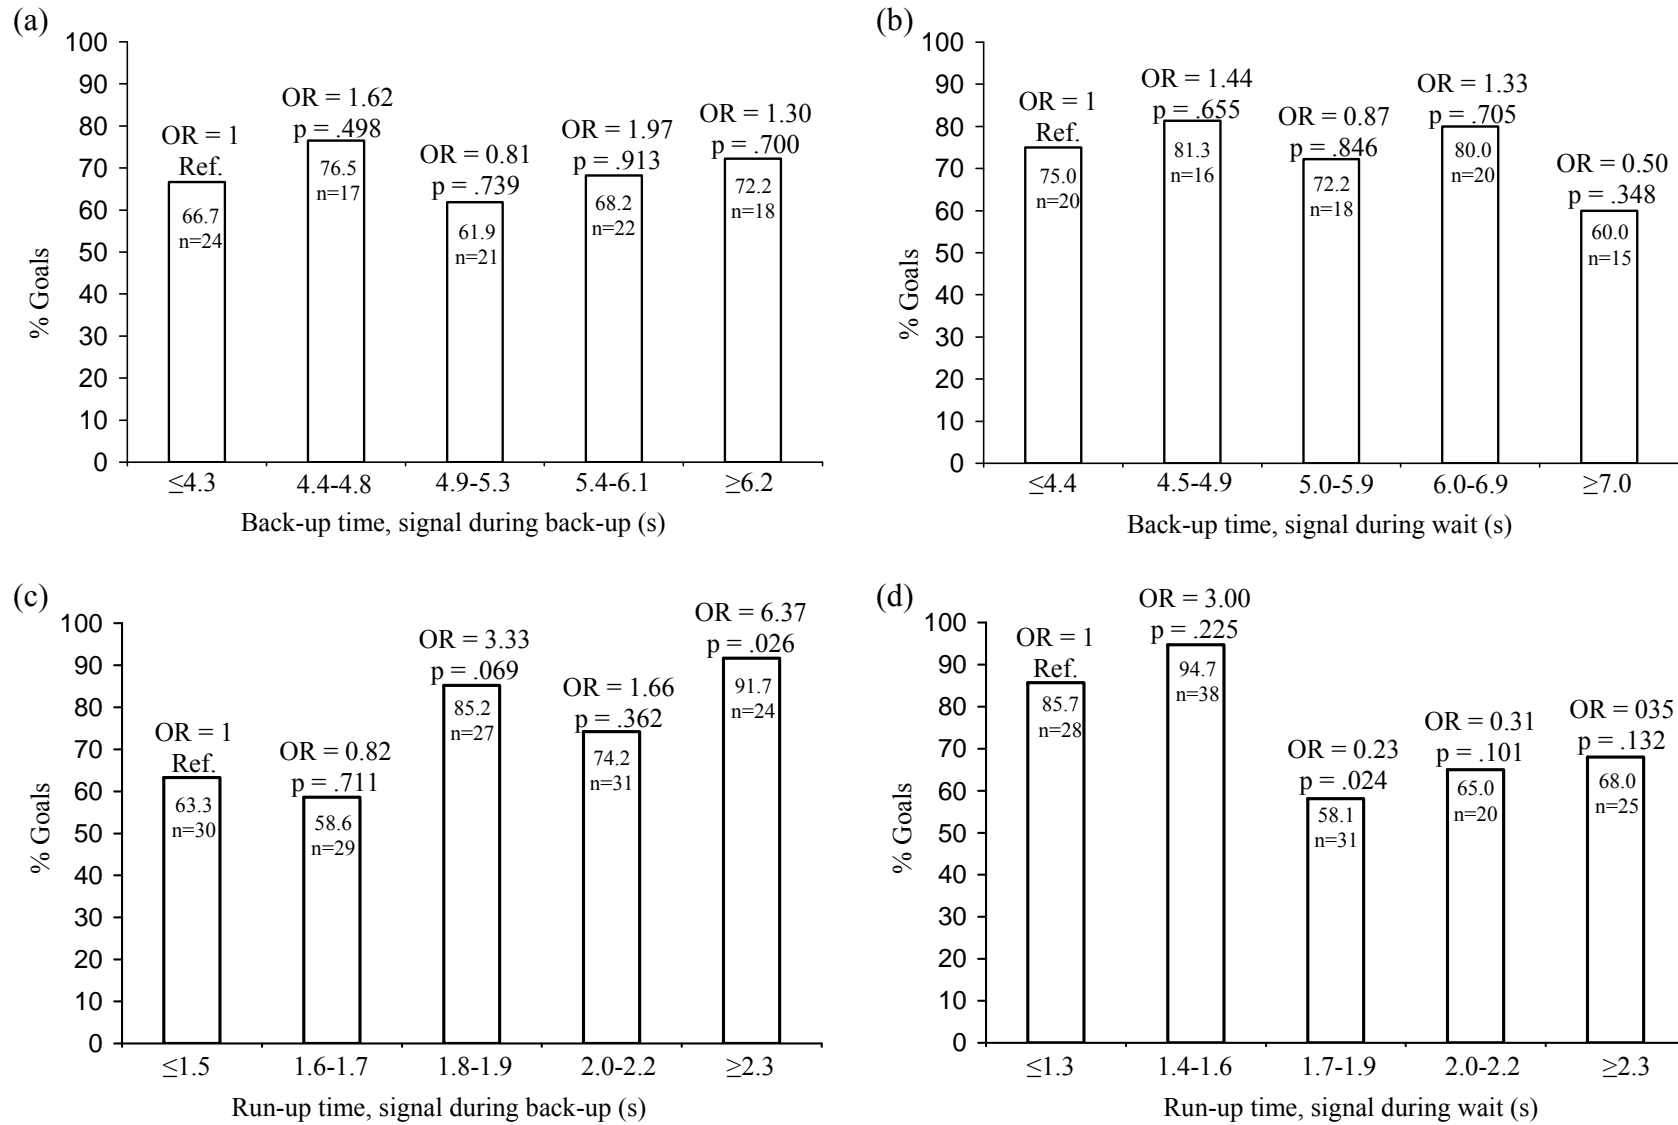 (a)
100
90
80
70
60
50
40
30
20
10
0
% Goals
OR = 1
Ref.
66.7
n=24
OR = 1.62
p = .498
76.5
n=17
OR = 0.81
p = .739
61.9
n=21
OR = 1.97
p = .913
68.2
n=22
OR = 1.30
p = .700
72.2
n=18
≤4.3 4.4-4.8 4.9-5.3 5.4-6.1 ≥6.2
Back-up time, signal during back-up (s)
(b)
100
90
80
70
60
50
40
30
20
10
0
% Goals
OR = 1
Ref.
75.0
n=20
OR = 1.44
p = .655
81.3
n=16
OR = 0.87
p = .846
72.2
n=18
OR = 1.33
p = .705
80.0
n=20
OR = 0.50
p = .348
60.0
n=15
≤4.4 4.5-4.9 5.0-5.9 6.0-6.9 ≥7.0
Back-up time, signal during wait (s)
(c)
100
90
80
70
60
50
40
30
20
10
0
% Goals
OR = 1
Ref.
63.3
n=30
OR = 0.82
p = .711
58.6
n=29
OR = 3.33
p = .069
85.2
n=27
OR = 1.66
p = .362
74.2
n=31
OR = 6.37
p = .026
91.7
n=24
≤1.5 1.6-1.7 1.8-1.9 2.0-2.2 ≥2.3
Run-up time, signal during back-up (s)
(d)
100
90
80
70
60
50
40
30
20
10
0
% Goals
OR = 1
Ref.
85.7
n=28
OR = 3.00
p = .225
94.7
n=38
OR = 0.23
p = .024
58.1
n=31
OR = 0.31
p = .101
65.0
n=20
OR = 035
p = .132
68.0
n=25
≤1.3 1.4-1.6 1.7-1.9 2.0-2.2 ≥2.3
Run-up time, signal during wait (s)